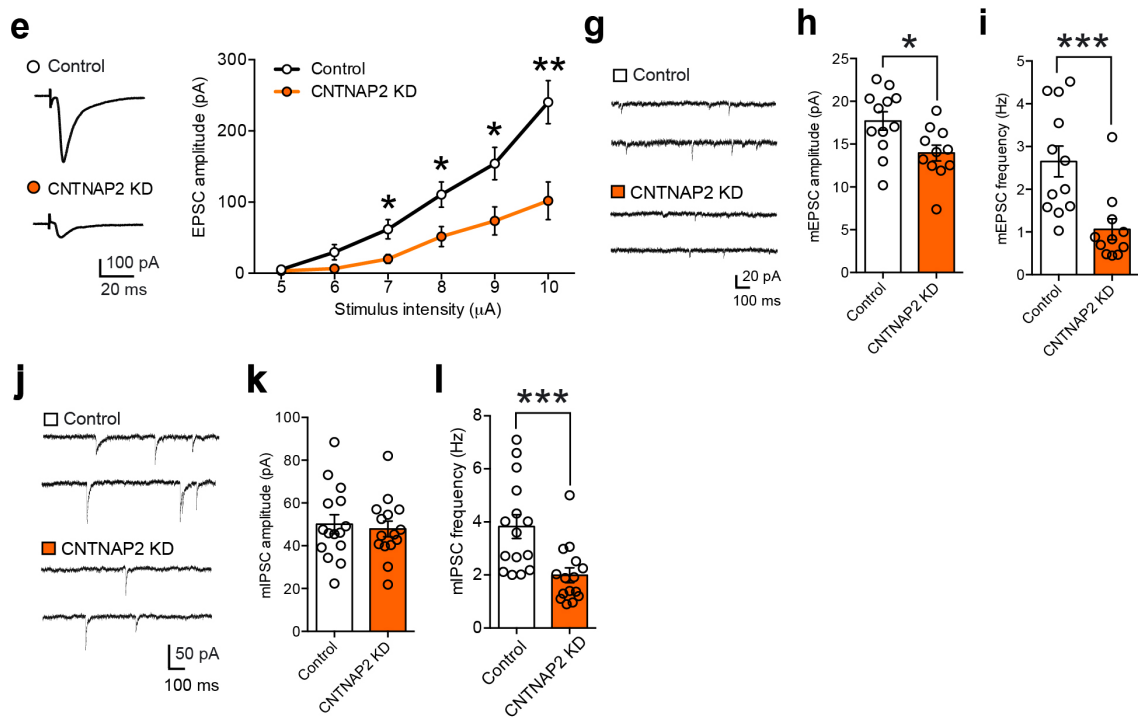 e
Control
CNTNAP2 KD
100 pA
20 ms
300
200
100
0
EPSC amplitude (pA)
Control
CNTNAP2 KD
*
*
*
**
5 6 7 8 9 10
Stimulus intensity (µA)
g
Control
CNTNAP2 KD
20 pA
100 ms
h
*
25
20
15
10
5
0
mEPSC amplitude (pA)
Control
CNTNAP2 KD
i
***
5
4
3
2
1
0
mEPSC frequency (Hz)
Control
CNTNAP2 KD
j
Control
CNTNAP2 KD
50 pA
100 ms
k
100
80
60
40
20
0
mIPSC amplitude (pA)
Control
CNTNAP2 KD
l
***
8
6
4
2
0
mIPSC frequency (Hz)
Control
CNTNAP2 KD